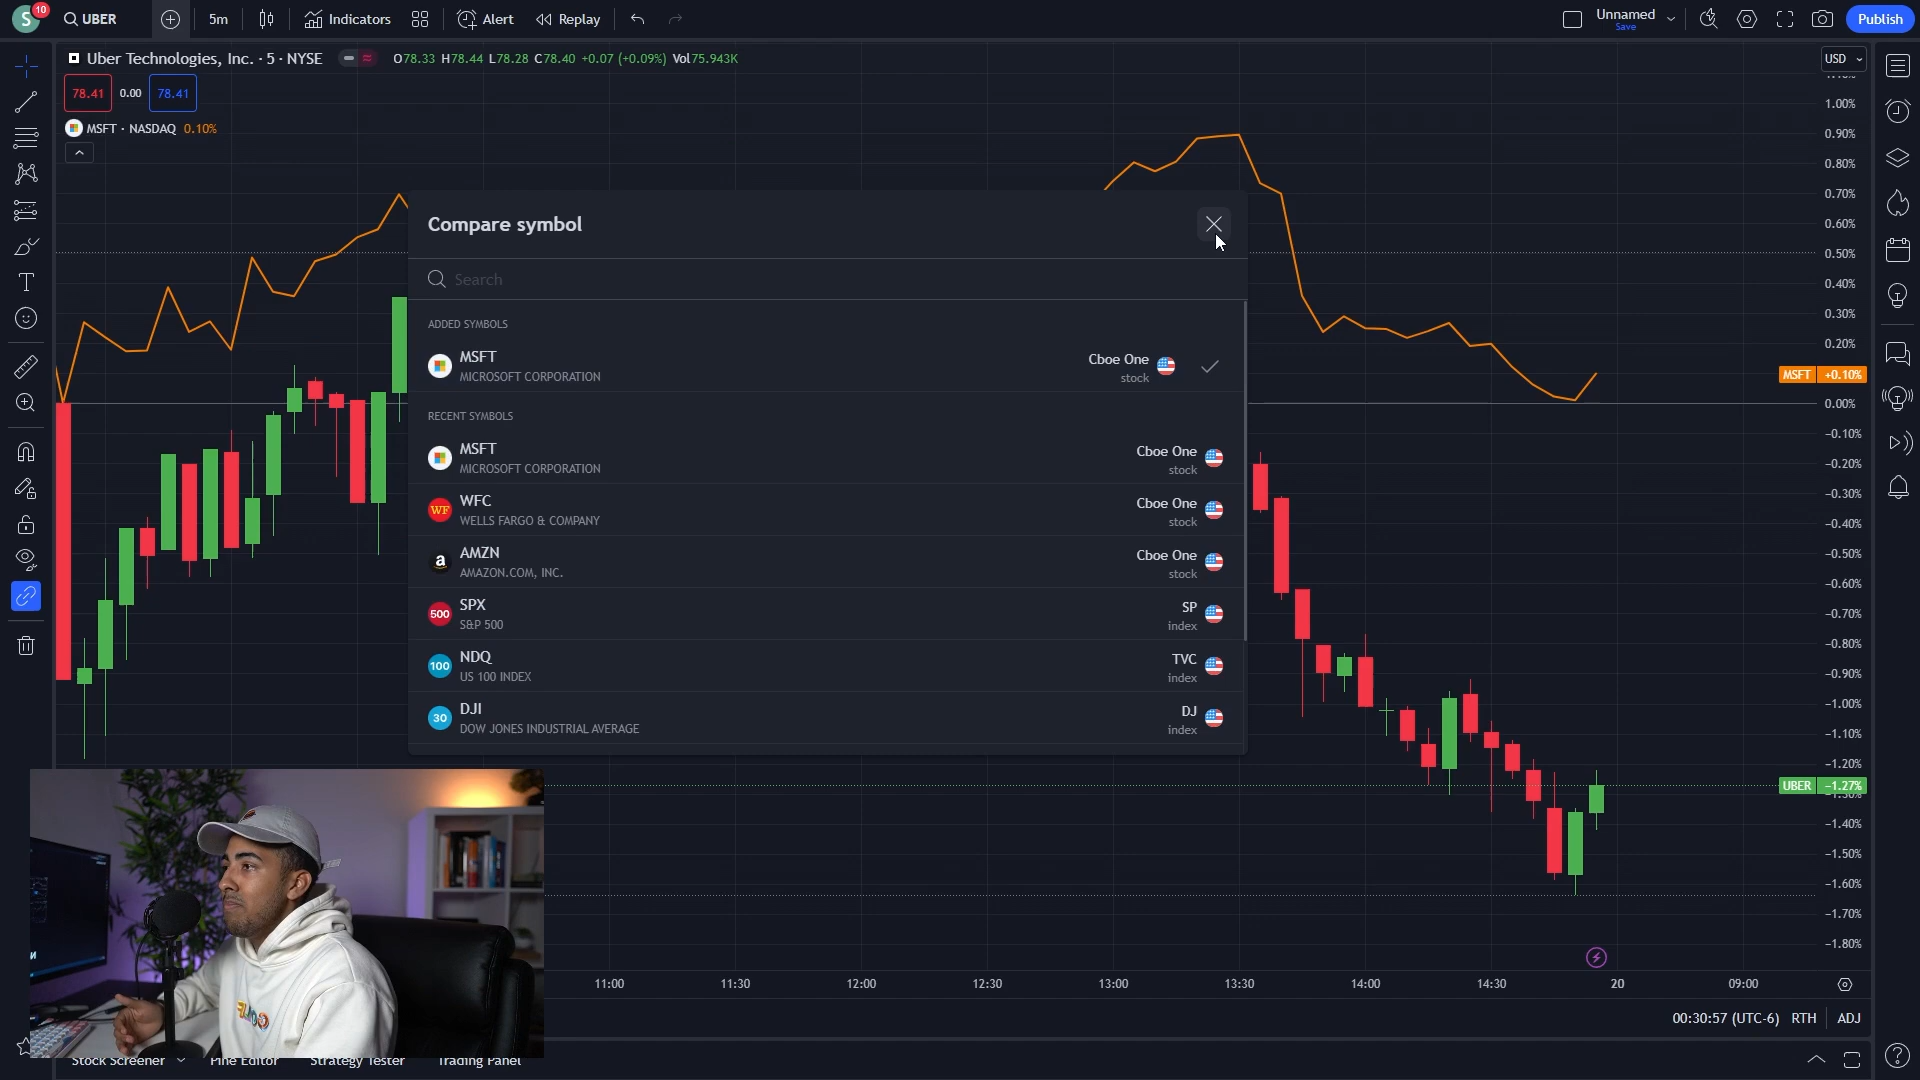 S 10 UBER 5m Indicators Alert Replay Unnamed Save Publish
Uber Technologies, Inc. · 5 · NYSE O78.33 H78.44 L78.28 C78.40 +0.07 (+0.09%) Vol75.943K USD
78.41 0.00 78.41
MSFT · NASDAQ 0.10%
Compare symbol
Search
ADDED SYMBOLS
MSFT
MICROSOFT CORPORATION
Cboe One
stock
RECENT SYMBOLS
MSFT
MICROSOFT CORPORATION
Cboe One
stock
WF
WFC
WELLS FARGO & COMPANY
Cboe One
stock
a
AMZN
AMAZON.COM, INC.
Cboe One
stock
500
SPX
S&P 500
SP
index
100
NDQ
US 100 INDEX
TVC
index
30
DJI
DOW JONES INDUSTRIAL AVERAGE
DJ
index
1.00%
0.90%
0.80%
0.70%
0.60%
0.50%
0.40%
0.30%
0.20%
MSFT +0.10%
0.00%
−0.10%
−0.20%
−0.30%
−0.40%
−0.50%
−0.60%
−0.70%
−0.80%
−0.90%
−1.00%
−1.10%
−1.20%
UBER −1.27%
−1.40%
−1.50%
−1.60%
−1.70%
−1.80%
11:00 11:30 12:00 12:30 13:00 13:30 14:00 14:30 20 09:00
00:30:57 (UTC-6) RTH ADJ
Stock Screener Pine Editor Strategy Tester Trading Panel